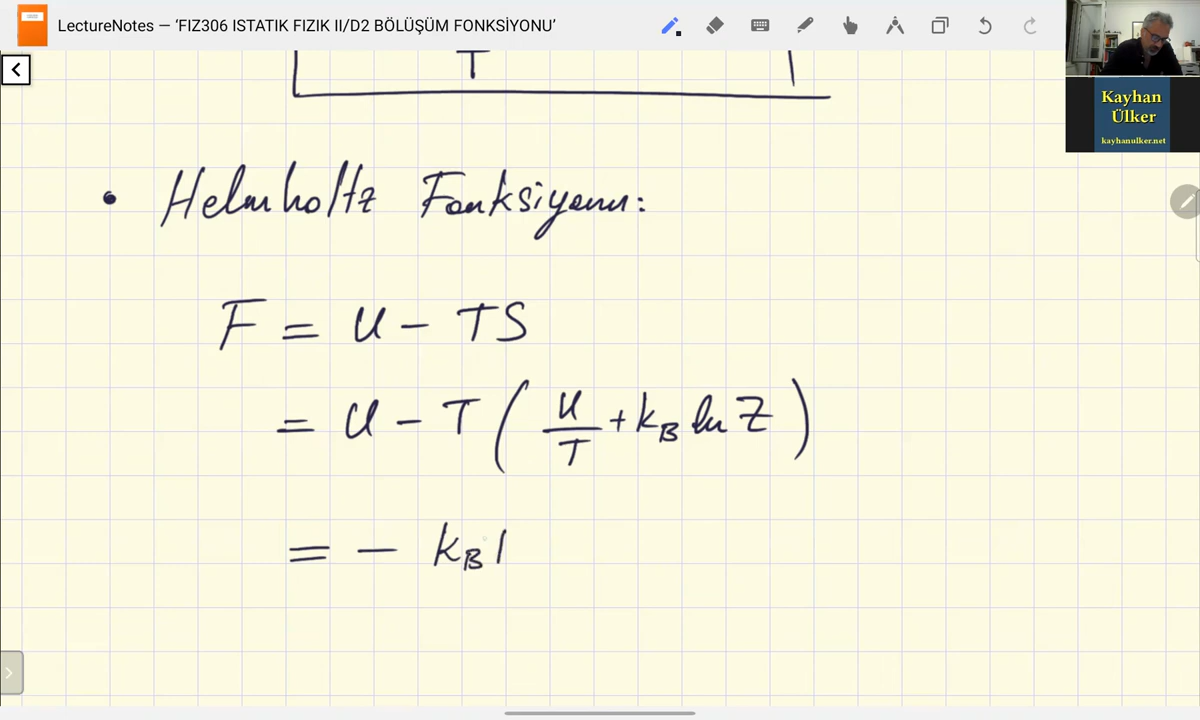 LectureNotes — ‘FIZ306 ISTATIK FIZIK II/D2 BÖLÜŞÜM FONKSİYONU’
Kayhan
Ülker
kayhanulker.net
T
• Helmholtz Fonksiyonu:
F = U - TS
= U - T ( U/T + k_B ln Z )
= - k_B l